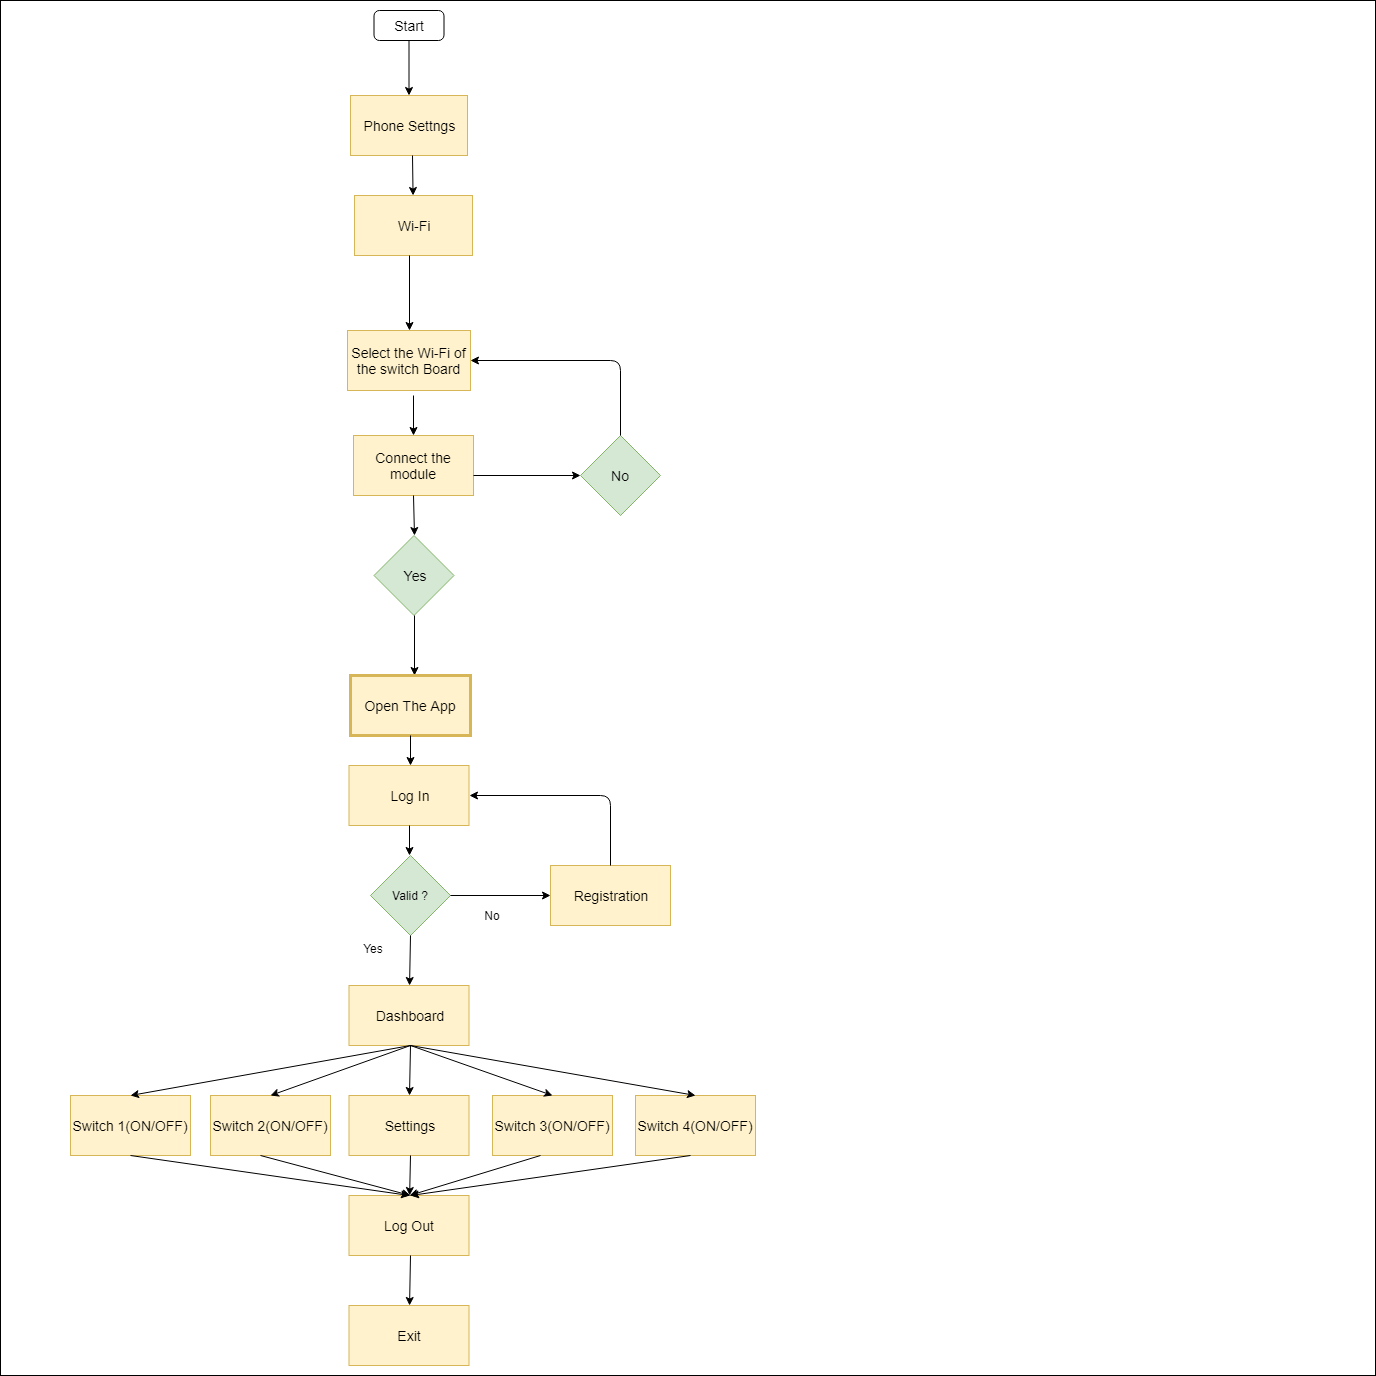 Start
Phone Settngs
Wi-Fi
Select the Wi-Fi of
the switch Board
Connect the
module
No
Yes
Open The App
Log In
Valid ?
Registration
No
Yes
Dashboard
Switch 1(ON/OFF)
Switch 2(ON/OFF)
Settings
Switch 3(ON/OFF)
Switch 4(ON/OFF)
Log Out
Exit